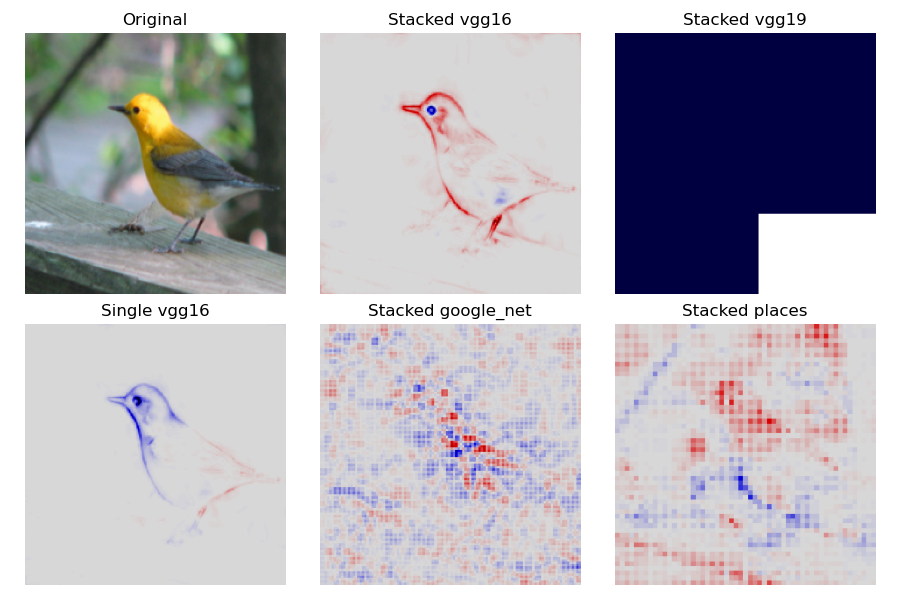 Original
Stacked vgg16
Stacked vgg19
Single vgg16
Stacked google_net
Stacked places